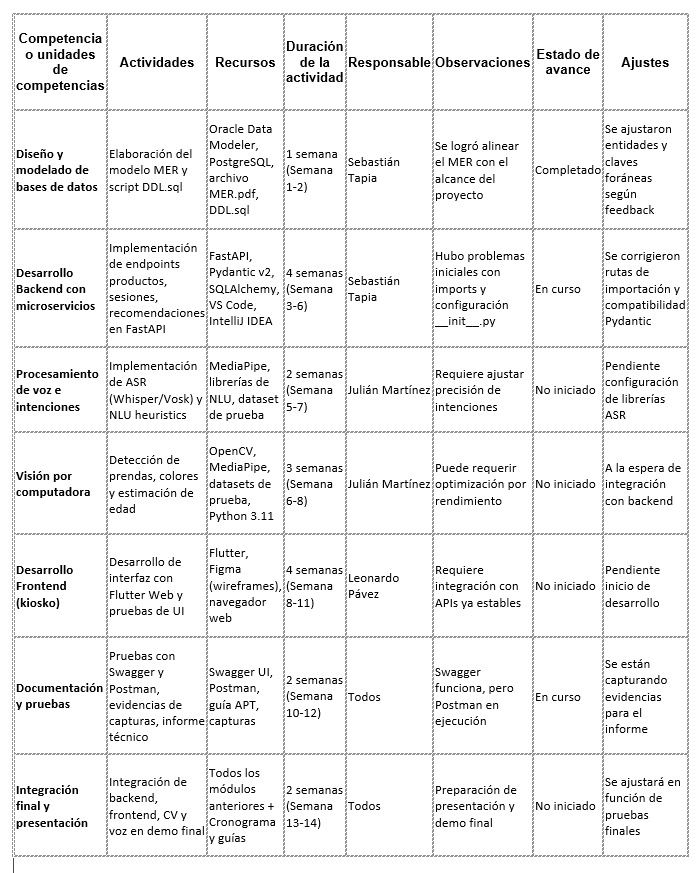 Competencia
o unidades
de
competencias
Actividades
Recursos
Duración
de la
actividad
Responsable
Observaciones
Estado de
avance
Ajustes
Diseño y
modelado de
bases de datos
Elaboración del
modelo MER y
script DDL.sql
Oracle Data
Modeler,
PostgreSQL,
archivo
MER.pdf,
DDL.sql
1 semana
(Semana
1-2)
Sebastián
Tapia
Se logró alinear
el MER con el
alcance del
proyecto
Completado
Se ajustaron
entidades y
claves
foráneas
según
feedback
Desarrollo
Backend con
microservicios
Implementación
de endpoints
productos,
sesiones,
recomendaciones
en FastAPI
FastAPI,
Pydantic v2,
SQLAlchemy,
VS Code,
IntelliJ IDEA
4 semanas
(Semana
3-6)
Sebastián
Tapia
Hubo problemas
iniciales con
imports y
configuración
__init__.py
En curso
Se corrigieron
rutas de
importación y
compatibilidad
Pydantic
Procesamiento
de voz e
intenciones
Implementación
de ASR
(Whisper/Vosk) y
NLU heuristics
MediaPipe,
librerías de
NLU, dataset
de prueba
2 semanas
(Semana
5-7)
Julián Martínez
Requiere ajustar
precisión de
intenciones
No iniciado
Pendiente
configuración
de librerías
ASR
Visión por
computadora
Detección de
prendas, colores
y estimación de
edad
OpenCV,
MediaPipe,
datasets de
prueba,
Python 3.11
3 semanas
(Semana
6-8)
Julián Martínez
Puede requerir
optimización por
rendimiento
No iniciado
A la espera de
integración
con backend
Desarrollo
Frontend
(kiosko)
Desarrollo de
interfaz con
Flutter Web y
pruebas de UI
Flutter,
Figma
(wireframes),
navegador
web
4 semanas
(Semana
8-11)
Leonardo
Pávez
Requiere
integración con
APIs ya estables
No iniciado
Pendiente
inicio de
desarrollo
Documentación
y pruebas
Pruebas con
Swagger y
Postman,
evidencias de
capturas, informe
técnico
Swagger UI,
Postman,
guía APT,
capturas
2 semanas
(Semana
10-12)
Todos
Swagger
funciona, pero
Postman en
ejecución
En curso
Se están
capturando
evidencias
para el
informe
Integración
final y
presentación
Integración de
backend,
frontend, CV y
voz en demo final
Todos los
módulos
anteriores +
Cronograma
y guías
2 semanas
(Semana
13-14)
Todos
Preparación de
presentación y
demo final
No iniciado
Se ajustará en
función de
pruebas
finales